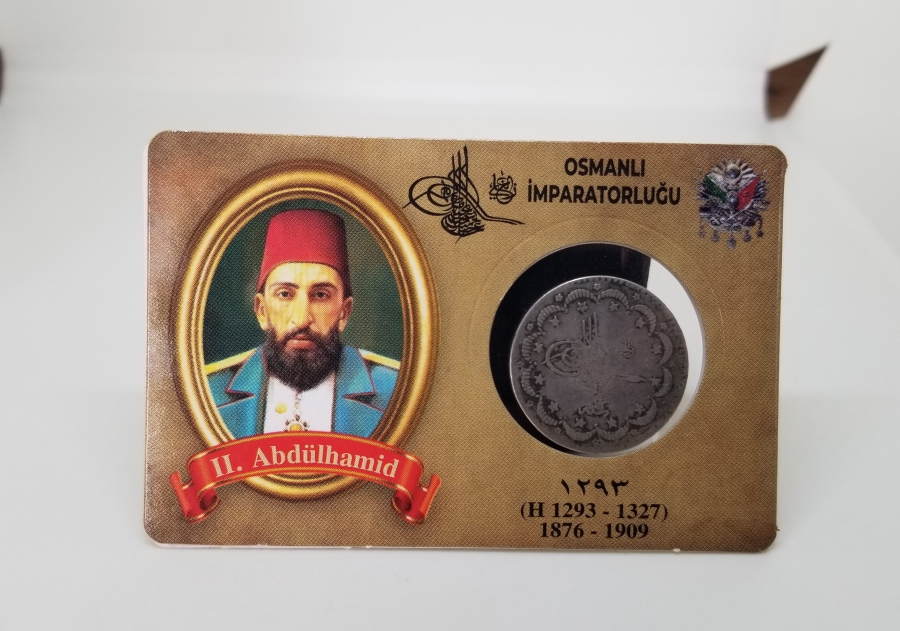 OSMANLI
İMPARATORLUĞU
II. Abdülhamid
١٢٩٣
(H 1293 - 1327)
1876 - 1909